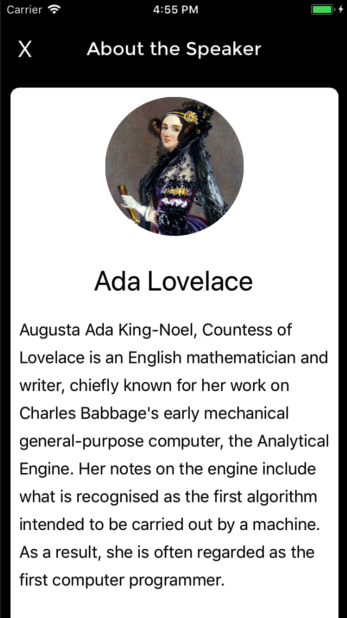 Carrier 4:55 PM
X About the Speaker
Ada Lovelace
Augusta Ada King-Noel, Countess of
Lovelace is an English mathematician and
writer, chiefly known for her work on
Charles Babbage's early mechanical
general-purpose computer, the Analytical
Engine. Her notes on the engine include
what is recognised as the first algorithm
intended to be carried out by a machine.
As a result, she is often regarded as the
first computer programmer.